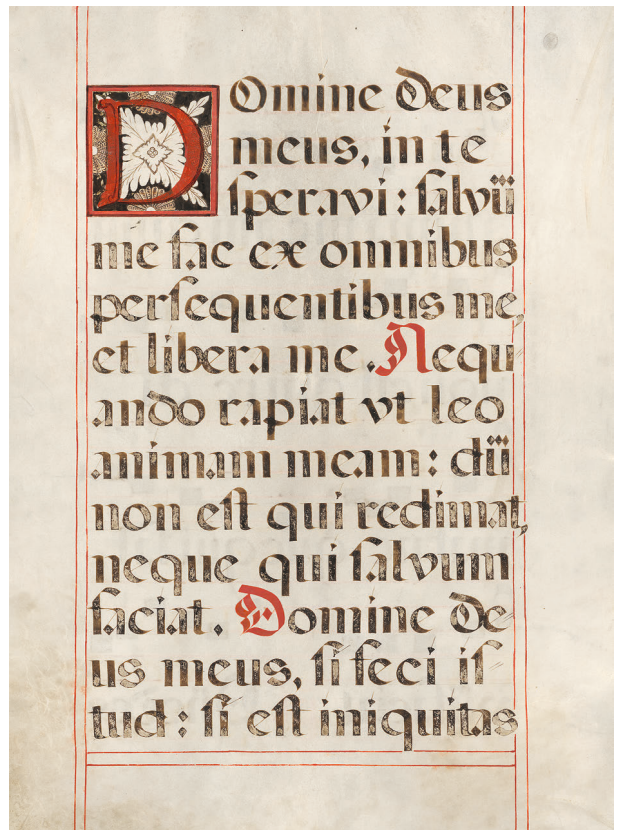 DOmine deus
meus, in te
ſperavi: ſalvũ
me fac ex omnibus
perſequentibus me,
et libera me. Nequ
ando rapiat vt leo
animam meam: dũ
non eſt qui redimat,
neque qui ſalvum
faciat. Domine de
us meus, ſi feci iſ
tud: ſi eſt iniquitas